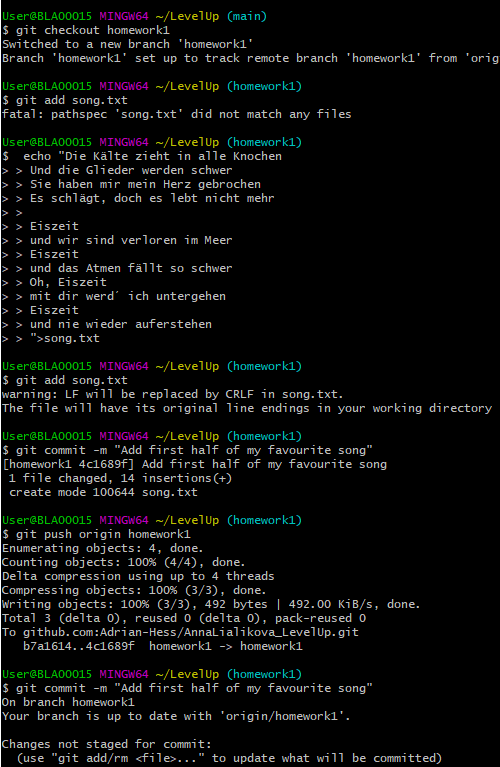 User@BLAO0015 MINGW64 ~/LevelUp (main)
$ git checkout homework1
Switched to a new branch 'homework1'
Branch 'homework1' set up to track remote branch 'homework1' from 'orig
User@BLAO0015 MINGW64 ~/LevelUp (homework1)
$ git add song.txt
fatal: pathspec 'song.txt' did not match any files
User@BLAO0015 MINGW64 ~/LevelUp (homework1)
$  echo "Die Kälte zieht in alle Knochen
> > Und die Glieder werden schwer
> > Sie haben mir mein Herz gebrochen
> > Es schlägt, doch es lebt nicht mehr
> >
> > Eiszeit
> > und wir sind verloren im Meer
> > Eiszeit
> > und das Atmen fällt so schwer
> > Oh, Eiszeit
> > mit dir werd´ ich untergehen
> > Eiszeit
> > und nie wieder auferstehen
> > ">song.txt
User@BLAO0015 MINGW64 ~/LevelUp (homework1)
$ git add song.txt
warning: LF will be replaced by CRLF in song.txt.
The file will have its original line endings in your working directory
User@BLAO0015 MINGW64 ~/LevelUp (homework1)
$ git commit -m "Add first half of my favourite song"
[homework1 4c1689f] Add first half of my favourite song
 1 file changed, 14 insertions(+)
 create mode 100644 song.txt
User@BLAO0015 MINGW64 ~/LevelUp (homework1)
$ git push origin homework1
Enumerating objects: 4, done.
Counting objects: 100% (4/4), done.
Delta compression using up to 4 threads
Compressing objects: 100% (3/3), done.
Writing objects: 100% (3/3), 492 bytes | 492.00 KiB/s, done.
Total 3 (delta 0), reused 0 (delta 0), pack-reused 0
To github.com:Adrian-Hess/AnnaLialikova_LevelUp.git
   b7a1614..4c1689f  homework1 -> homework1
User@BLAO0015 MINGW64 ~/LevelUp (homework1)
$ git commit -m "Add first half of my favourite song"
On branch homework1
Your branch is up to date with 'origin/homework1'.
Changes not staged for commit:
  (use "git add/rm <file>..." to update what will be committed)